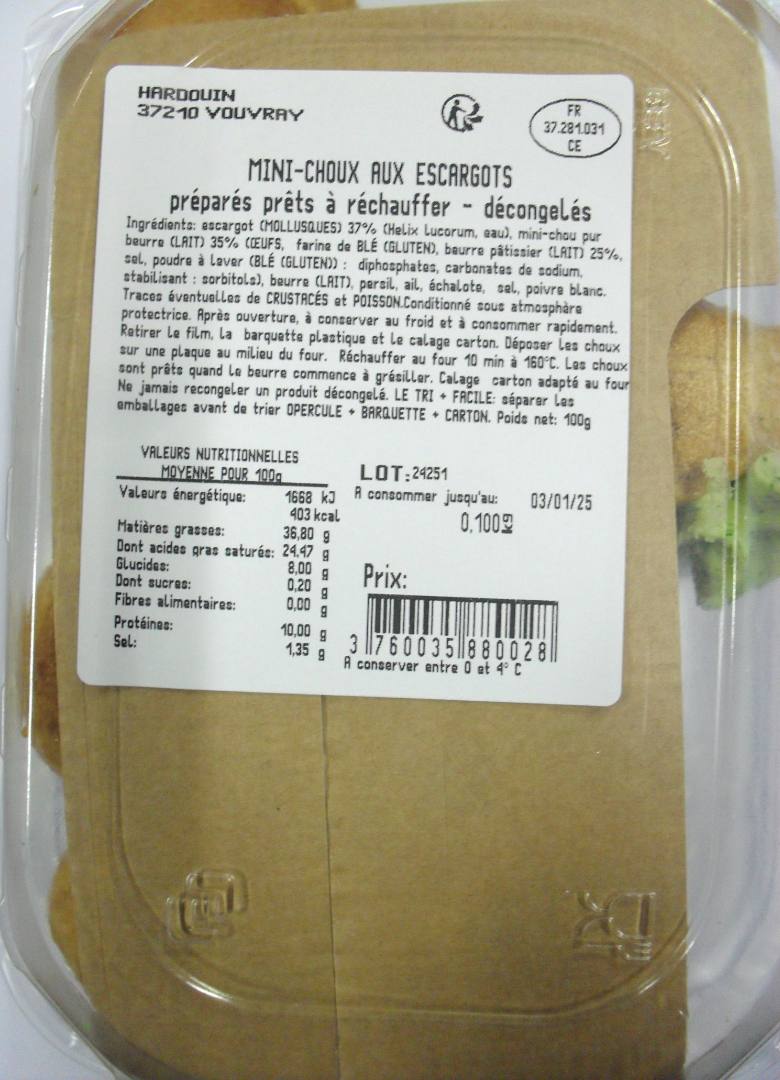 HARDOUIN
37210 VOUVRAY
FR
37.281.031
CE
MINI-CHOUX AUX ESCARGOTS
préparés prêts à réchauffer - décongelés
Ingrédients: escargot (MOLLUSQUES) 37% (Helix Lucorum, eau), mini-chou pur
beurre (LAIT) 35% (ŒUFS, farine de BLÉ (GLUTEN), beurre pâtissier (LAIT) 25%,
sel, poudre à lever (BLÉ (GLUTEN)) : diphosphates, carbonates de sodium,
stabilisant : sorbitols), beurre (LAIT), persil, ail, échalote, sel, poivre blanc.
Traces éventuelles de CRUSTACÉS et POISSON.Conditionné sous atmosphère
protectrice. Après ouverture, à conserver au froid et à consommer rapidement.
Retirer le film, la barquette plastique et le calage carton. Déposer les choux
sur une plaque au milieu du four. Réchauffer au four 10 min à 160°C. Les choux
sont prêts quand le beurre commence à grésiller. Calage carton adapté au four
Ne jamais recongeler un produit décongelé. LE TRI + FACILE: séparer les
emballages avant de trier OPERCULE + BARQUETTE + CARTON. Poids net: 100g
VALEURS NUTRITIONNELLES
MOYENNE POUR 100g
Valeurs énergétique: 1668 kJ
403 kcal
Matières grasses: 36,80 g
Dont acides gras saturés: 24,47 g
Glucides: 8,00 g
Dont sucres: 0,20 g
Fibres alimentaires: 0,00 g
Protéines: 10,00 g
Sel: 1,35 g
LOT:24251
A consommer jusqu'au: 03/01/25
0,100kg
Prix:
3 760035 880028
A conserver entre 0 et 4° C